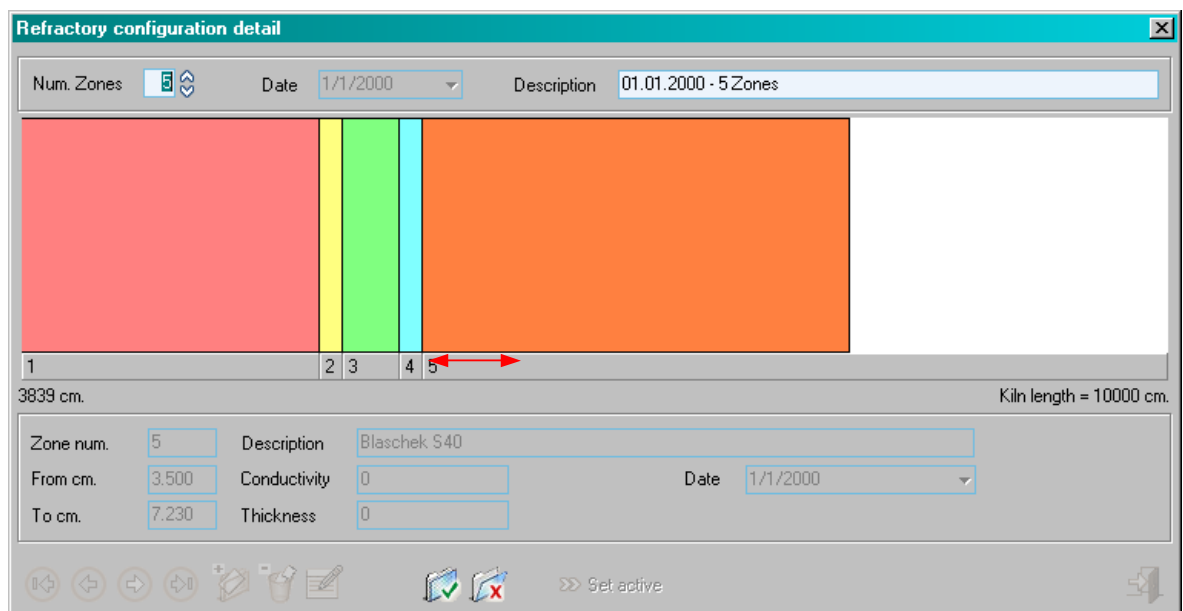 Refractory configuration detail
Num. Zones 5 Date 1/1/2000 Description 01.01.2000 - 5 Zones
1 2 3 4 5
3839 cm. Kiln length = 10000 cm.
Zone num. 5 Description Blaschek S40
From cm. 3.500 Conductivity 0 Date 1/1/2000
To cm. 7.230 Thickness 0
Set active